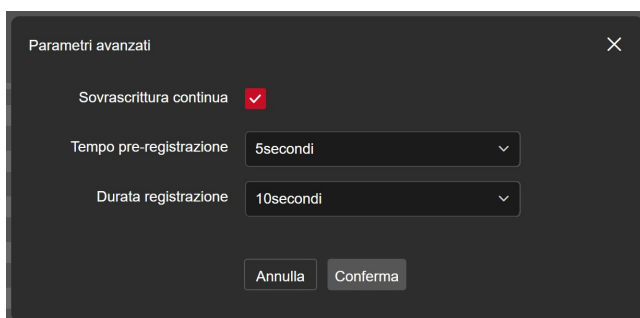 Parametri avanzati
Sovrascrittura continua
Tempo pre-registrazione 5secondi
Durata registrazione 10secondi
Annulla Conferma